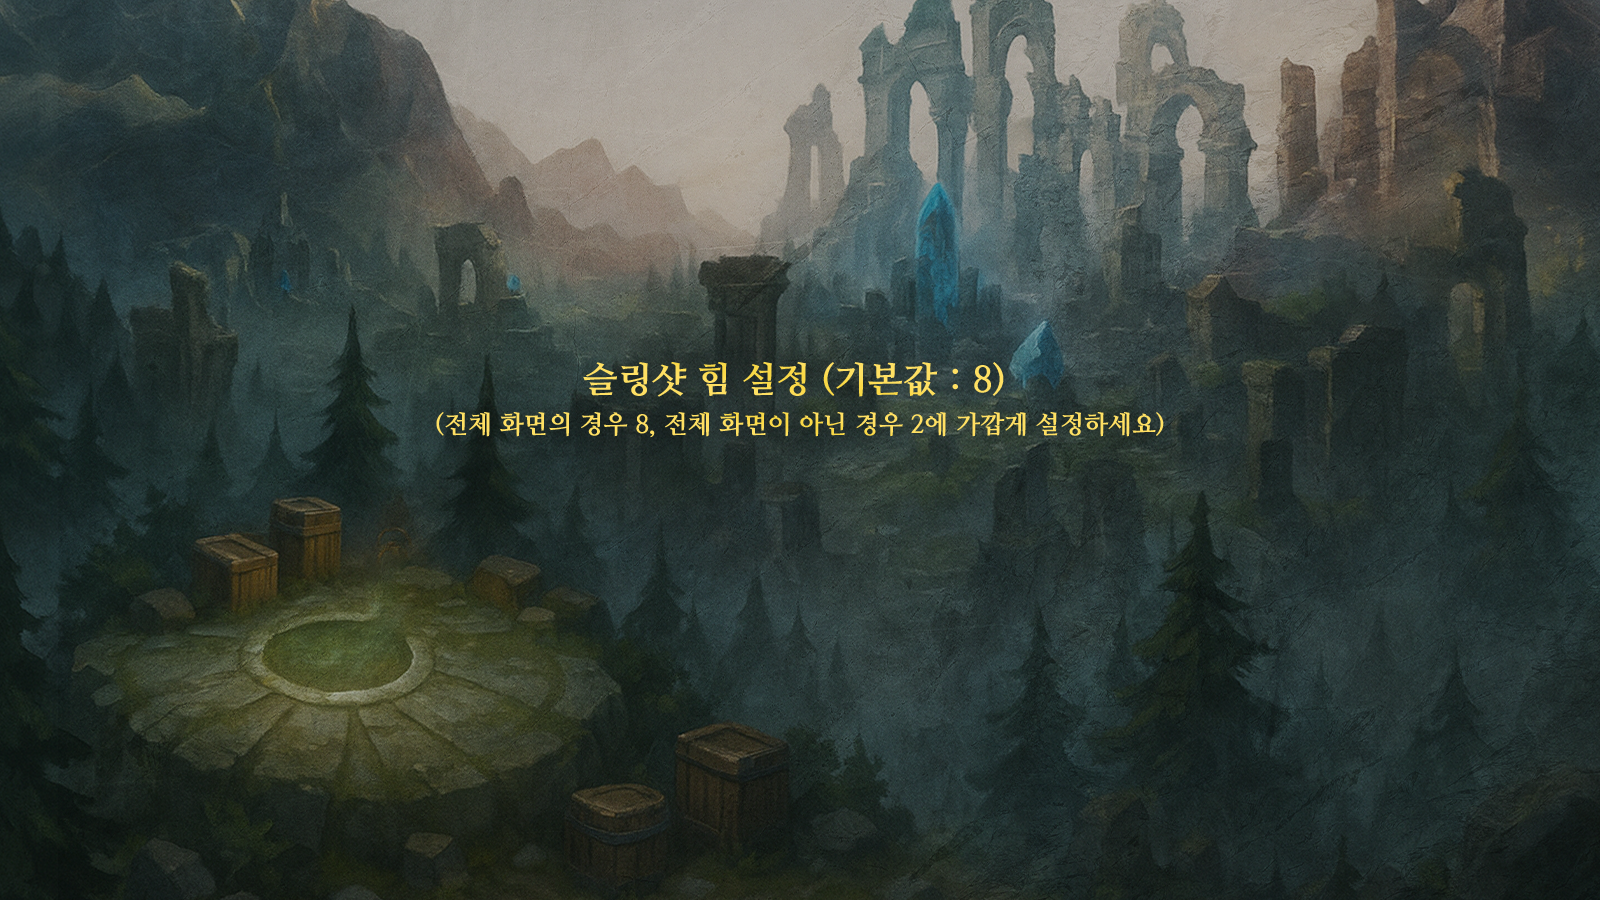 슬링샷 힘 설정 (기본값 : 8)
(전체 화면의 경우 8, 전체 화면이 아닌 경우 2에 가깝게 설정하세요)